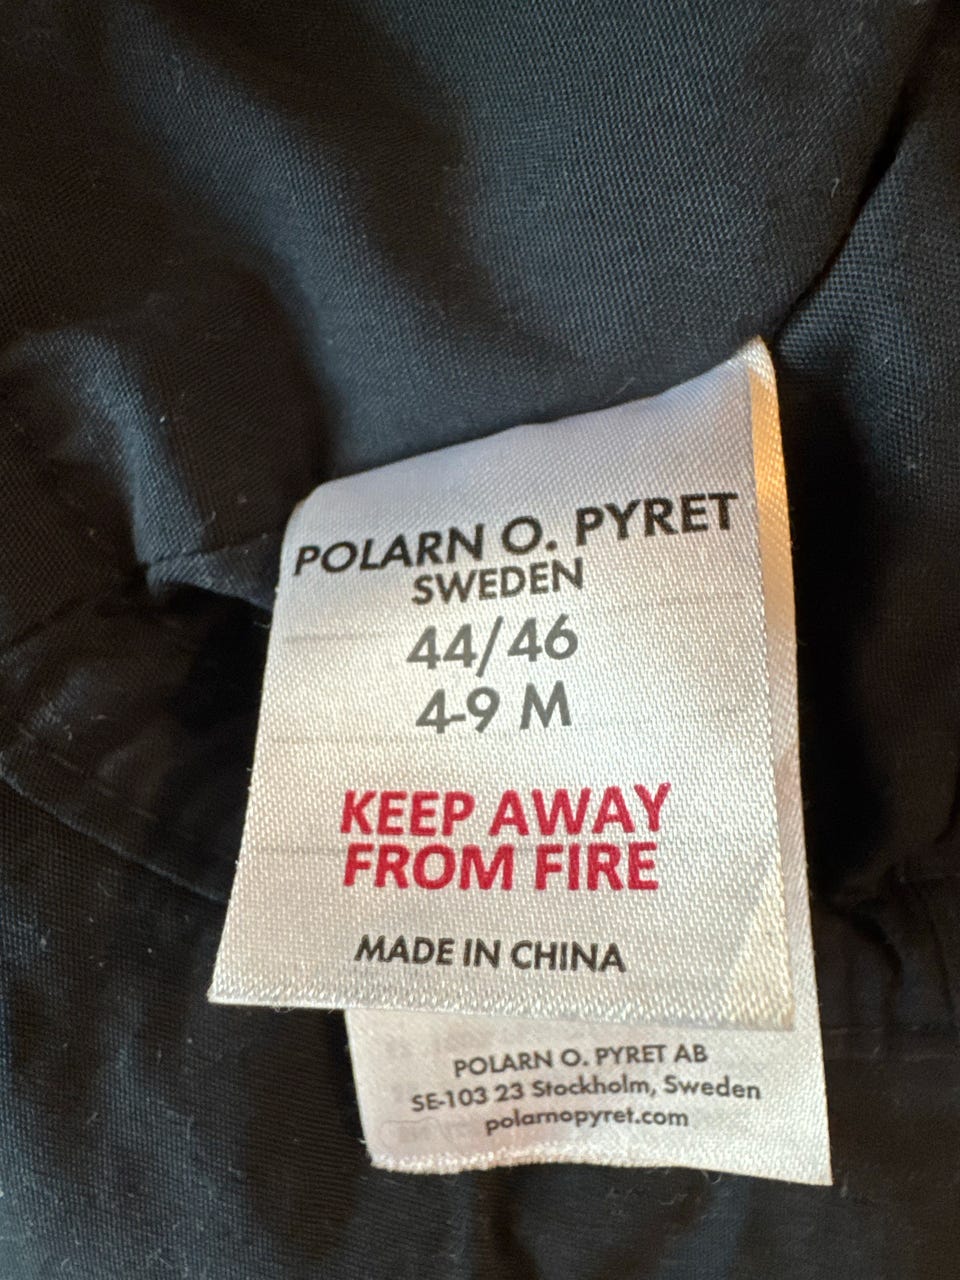 POLARN O. PYRET
SWEDEN
44/46
4-9 M
KEEP AWAY
FROM FIRE
MADE IN CHINA
POLARN O. PYRET AB
SE-103 23 Stockholm, Sweden
polarnopyret.com